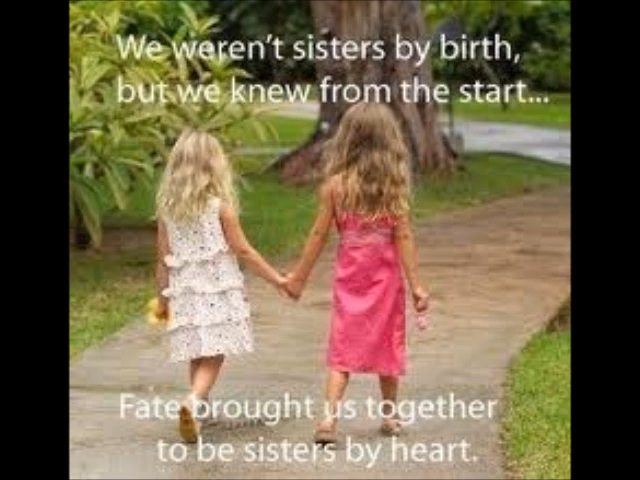 We weren't sisters by birth,
but we knew from the start...
Fate brought us together
to be sisters by heart.